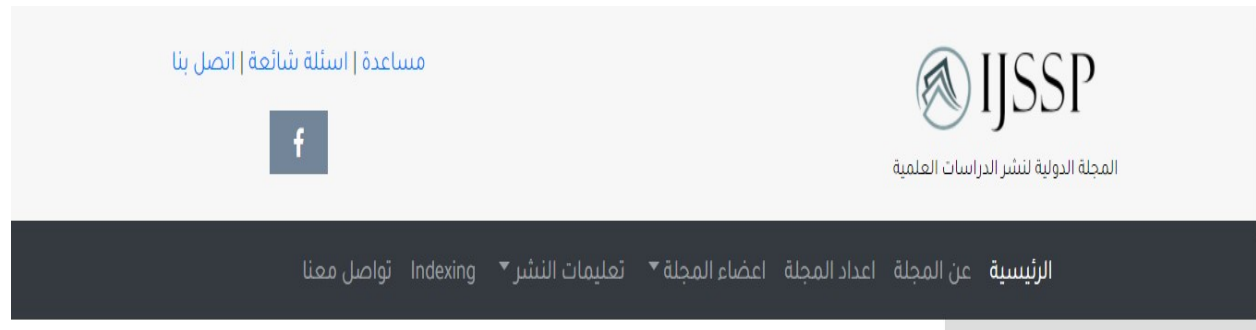 IJSSP
المجلة الدولية لنشر الدراسات العلمية
مساعدة | اسئلة شائعة | اتصل بنا
f
الرئيسية عن المجلة اعداد المجلة اعضاء المجلة تعليمات النشر Indexing تواصل معنا